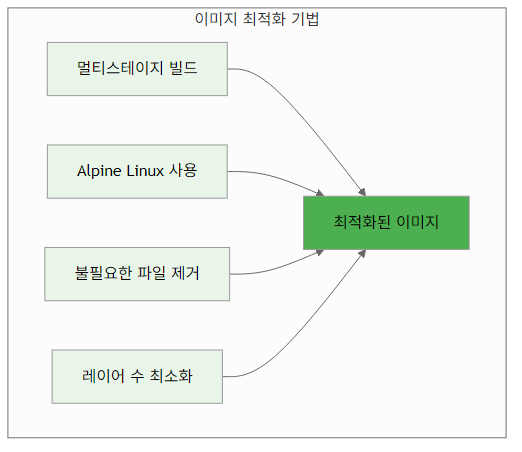 이미지 최적화 기법
멀티스테이지 빌드
Alpine Linux 사용
최적화된 이미지
불필요한 파일 제거
레이어 수 최소화